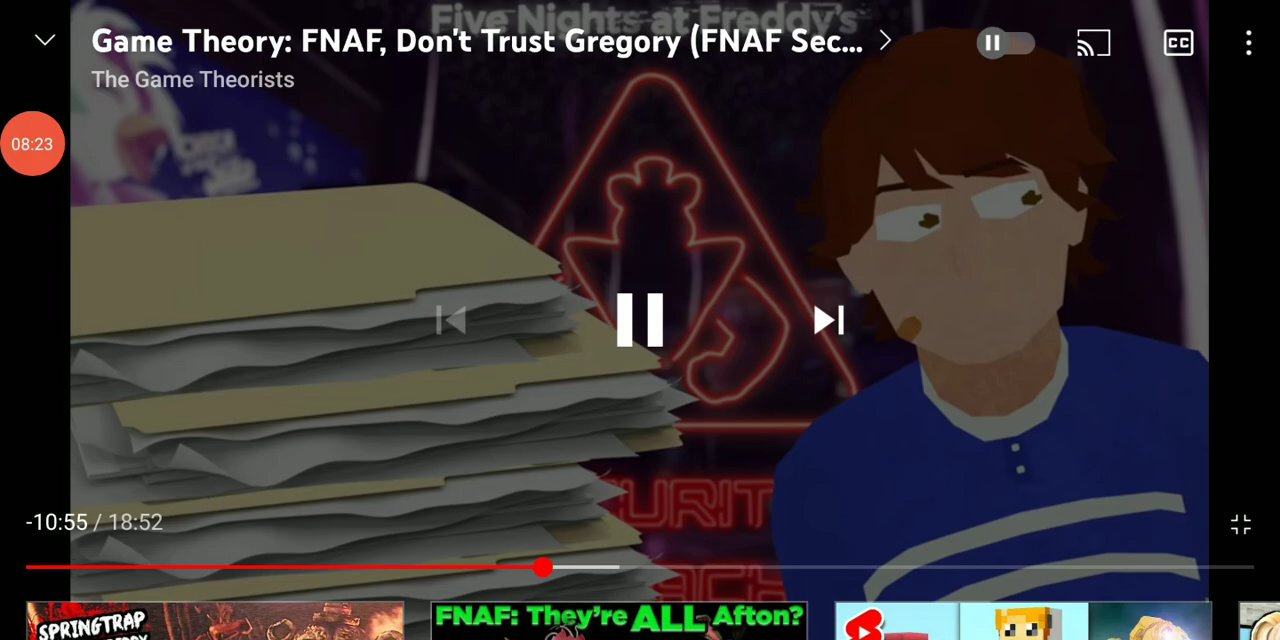 Five Nights at Freddy's
Game Theory: FNAF, Don't Trust Gregory (FNAF Sec...
The Game Theorists
08:23
CC
-10:55 / 18:52
SPRINGTRAP
FNAF: They're ALL Afton?